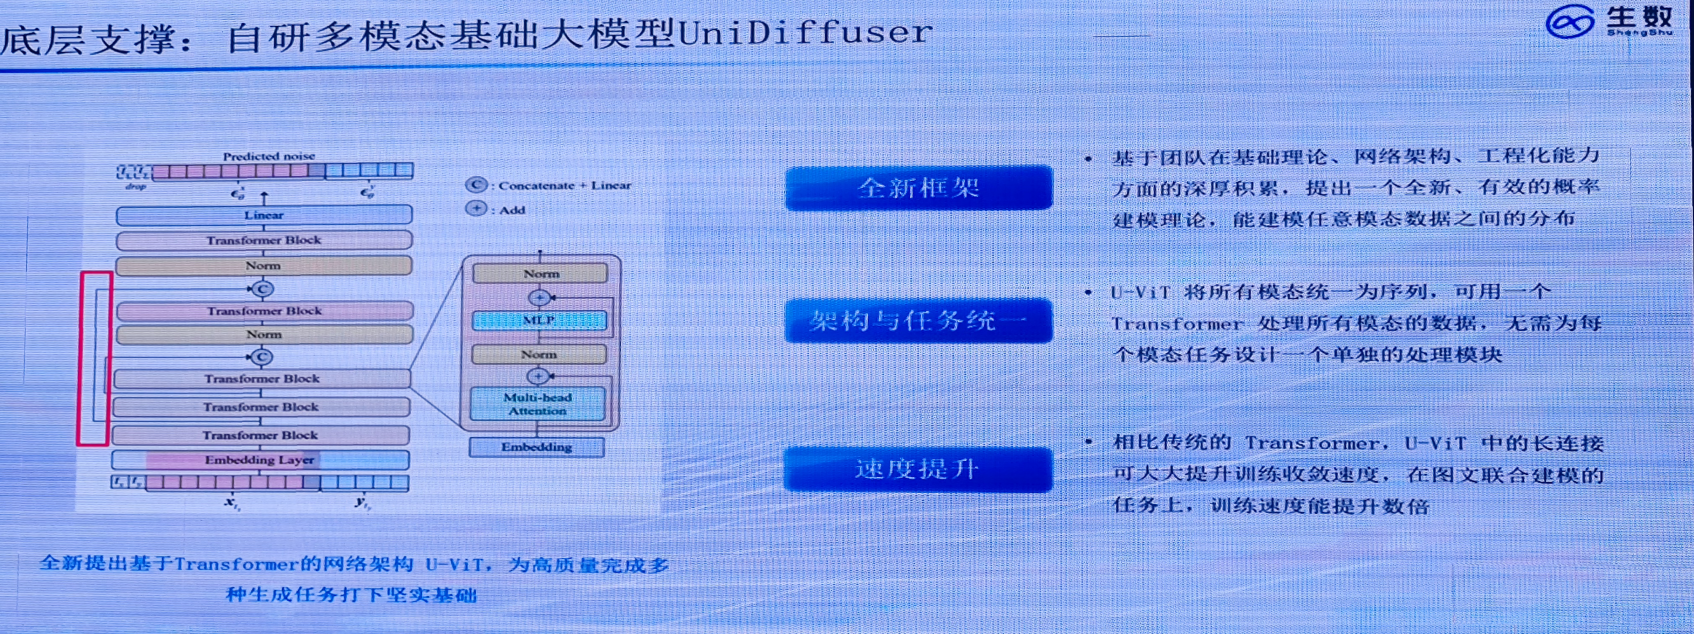 底层支撑：自研多模态基础大模型UniDiffuser
生数
ShengShu
Predicted noise
drop
Linear
Transformer Block
Norm
C
Transformer Block
Norm
C
Transformer Block
Transformer Block
Transformer Block
Embedding Layer
C : Concatenate + Linear
+ : Add
Norm
+
MLP
Norm
+
Multi-head
Attention
Embedding
全新提出基于Transformer的网络架构 U-ViT，为高质量完成多
种生成任务打下坚实基础
全新框架
• 基于团队在基础理论、网络架构、工程化能力
方面的深厚积累，提出一个全新、有效的概率
建模理论，能建模任意模态数据之间的分布
架构与任务统一
• U-ViT 将所有模态统一为序列，可用一个
Transformer 处理所有模态的数据，无需为每
个模态任务设计一个单独的处理模块
速度提升
• 相比传统的 Transformer，U-ViT 中的长连接
可大大提升训练收敛速度，在图文联合建模的
任务上，训练速度能提升数倍